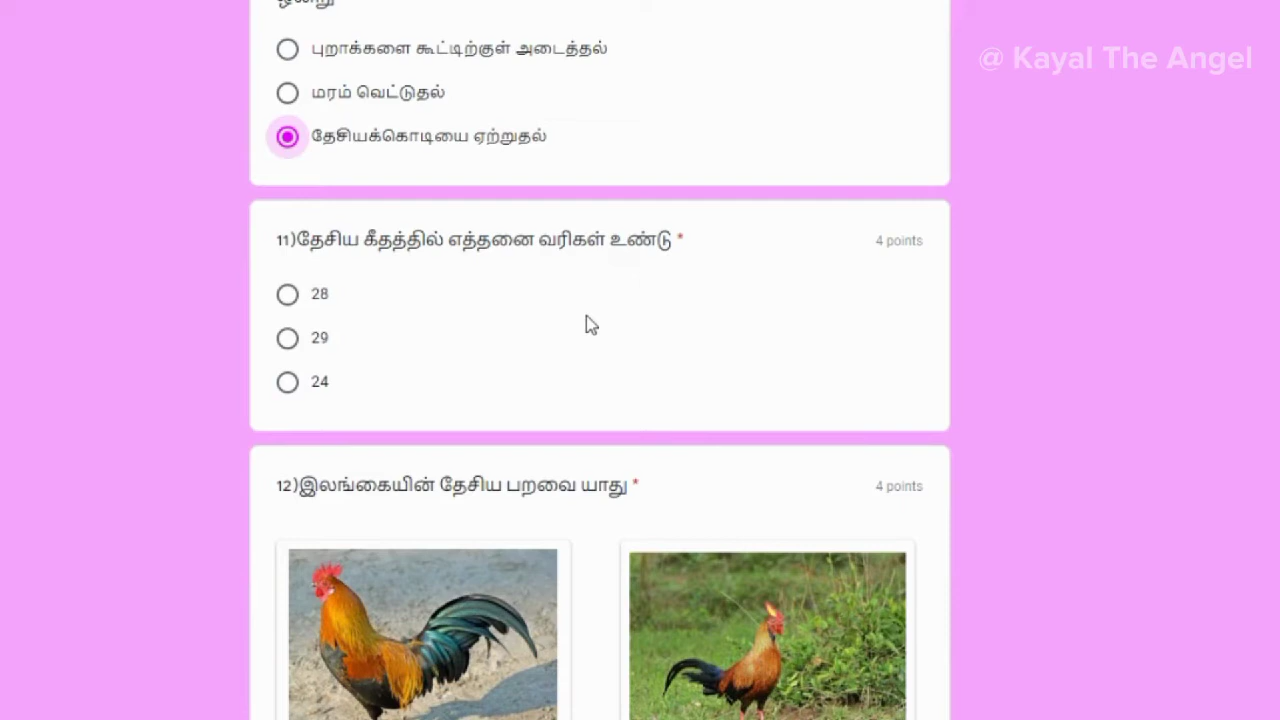 ஒன்று
புறாக்களை கூட்டிற்குள் அடைத்தல்
@ Kayal The Angel
மரம் வெட்டுதல்
தேசியக்கொடியை ஏற்றுதல்
11)தேசிய கீதத்தில் எத்தனை வரிகள் உண்டு *
4 points
28
29
24
12)இலங்கையின் தேசிய பறவை யாது *
4 points